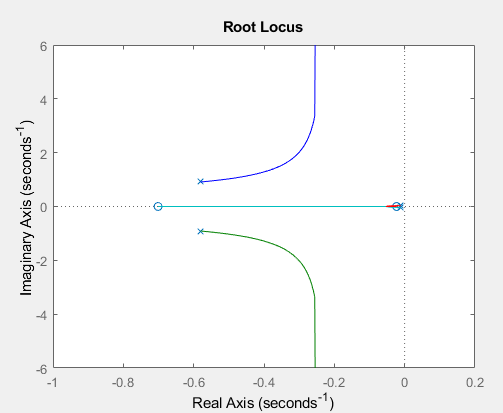 Root Locus
6
4
2
0
-2
-4
-6
Imaginary Axis (seconds⁻¹)
-1 -0.8 -0.6 -0.4 -0.2 0 0.2
Real Axis (seconds⁻¹)